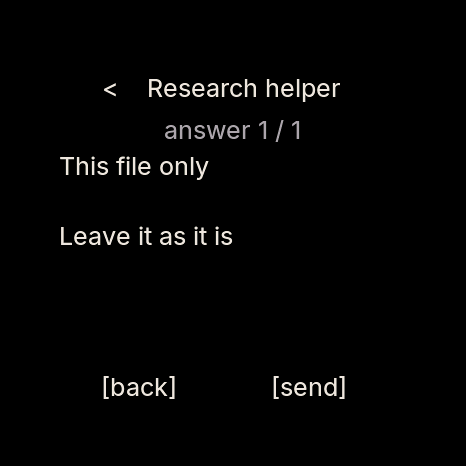 < Research helper
answer 1 / 1
This file only
Leave it as it is
[back] [send]